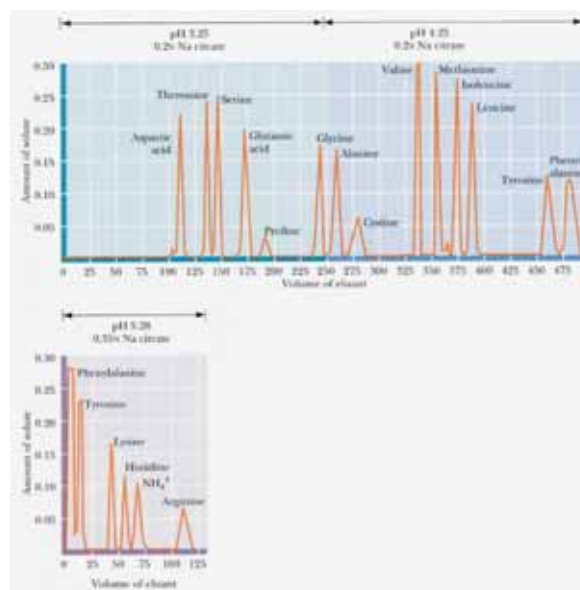 pH 3.25
0.2N Na citrate
pH 4.25
0.2N Na citrate
0.30
0.25
0.20
0.15
0.10
0.05
Amount of solute
Aspartic
acid
Threonine
Serine
Glutamic
acid
Proline
Glycine
Alanine
Cystine
Valine
Methionine
Isoleucine
Leucine
Tyrosine
Phenyl-
alanine
0 25 50 75 100 125 150 175 200 225 250 275 300 325 350 375 400 425 450 475
Volume of eluant
pH 5.28
0.35N Na citrate
0.30
0.25
0.20
0.15
0.10
0.05
Amount of solute
Phenylalanine
Tyrosine
Lysine
Histidine
NH₄⁺
Arginine
0 25 50 75 100 125
Volume of eluant